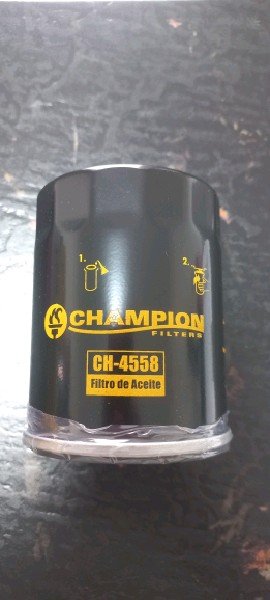 1.
2.
CHAMPION
FILTERS
CH-4558
Filtro de Aceite